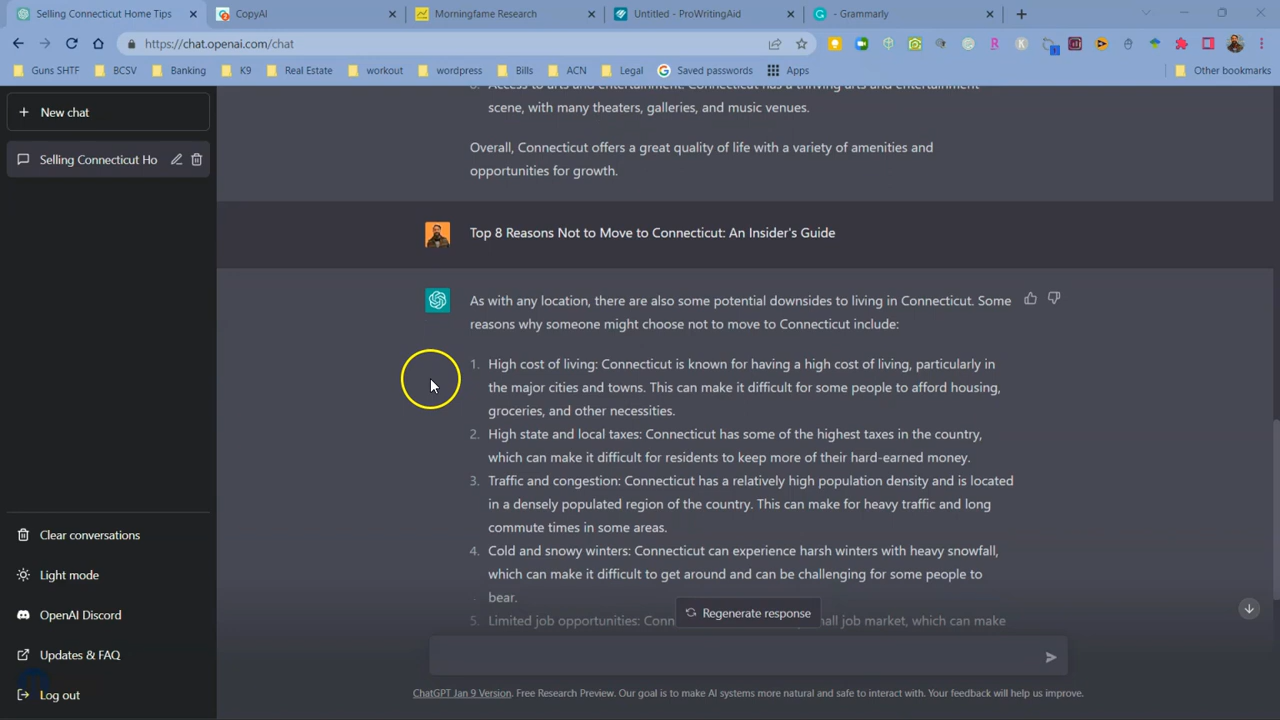 Selling Connecticut Home Tips
CopyAI
Morningfame Research
Untitled - ProWritingAid
- Grammarly
https://chat.openai.com/chat
Guns SHTF
BCSV
Banking
K9
Real Estate
workout
wordpress
Bills
ACN
Legal
Saved passwords
Apps
Other bookmarks
New chat
Selling Connecticut Ho
Clear conversations
Light mode
OpenAI Discord
Updates & FAQ
Log out
Access to arts and entertainment: Connecticut has a thriving arts and entertainment
scene, with many theaters, galleries, and music venues.
Overall, Connecticut offers a great quality of life with a variety of amenities and
opportunities for growth.
Top 8 Reasons Not to Move to Connecticut: An Insider's Guide
As with any location, there are also some potential downsides to living in Connecticut. Some
reasons why someone might choose not to move to Connecticut include:
1. High cost of living: Connecticut is known for having a high cost of living, particularly in
the major cities and towns. This can make it difficult for some people to afford housing,
groceries, and other necessities.
2. High state and local taxes: Connecticut has some of the highest taxes in the country,
which can make it difficult for residents to keep more of their hard-earned money.
3. Traffic and congestion: Connecticut has a relatively high population density and is located
in a densely populated region of the country. This can make for heavy traffic and long
commute times in some areas.
4. Cold and snowy winters: Connecticut can experience harsh winters with heavy snowfall,
which can make it difficult to get around and can be challenging for some people to
bear.
5. Limited job opportunities: Conn
job market, which can make
Regenerate response
ChatGPT Jan 9 Version. Free Research Preview. Our goal is to make AI systems more natural and safe to interact with. Your feedback will help us improve.